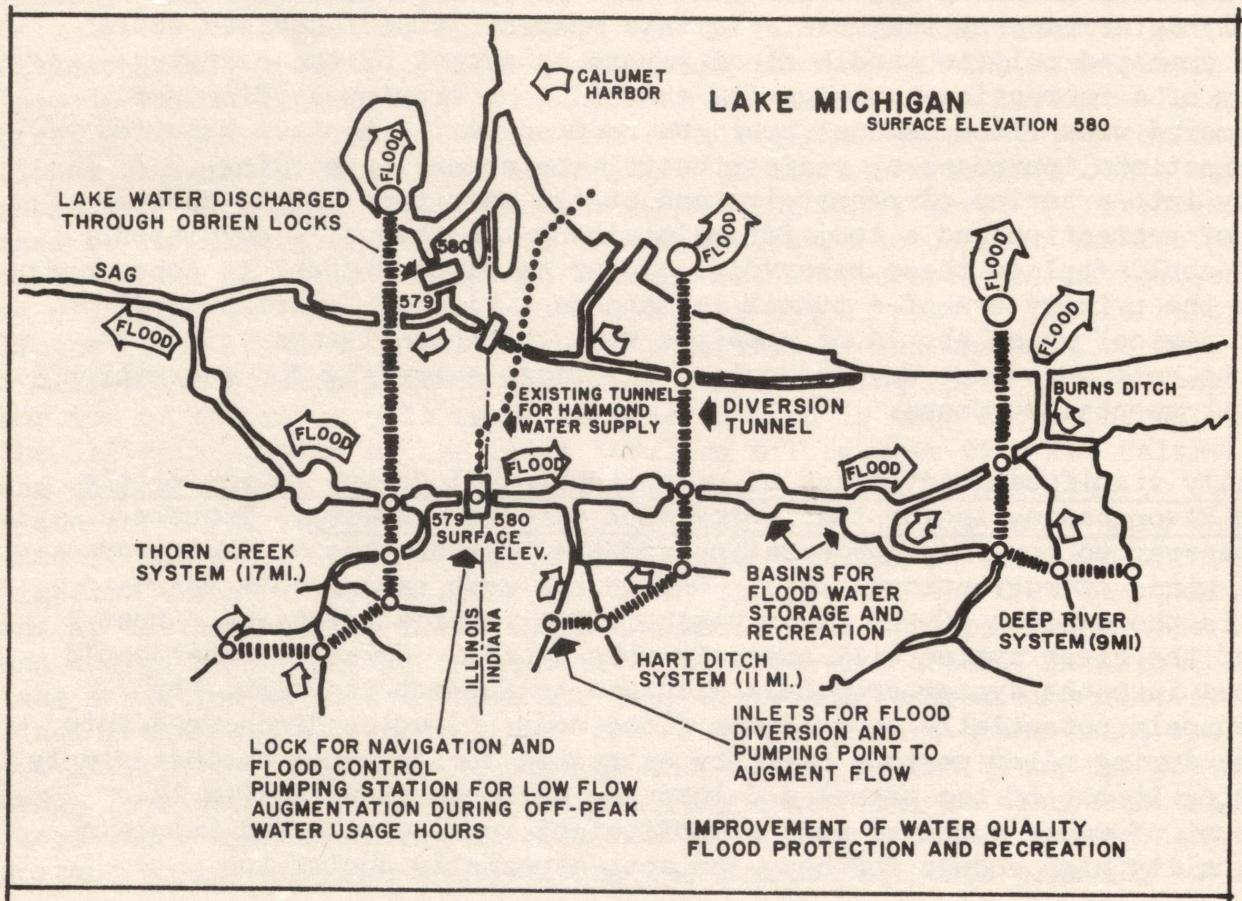 CALUMET
HARBOR
LAKE MICHIGAN
SURFACE ELEVATION 580
FLOOD
LAKE WATER DISCHARGED
THROUGH OBRIEN LOCKS
580
FLOOD
FLOOD
SAG
579
FLOOD
FLOOD
BURNS DITCH
EXISTING TUNNEL
FOR HAMMOND
WATER SUPPLY
DIVERSION
TUNNEL
FLOOD
FLOOD
FLOOD
579 580
SURFACE
ELEV.
THORN CREEK
SYSTEM (17 MI.)
ILLINOIS
INDIANA
BASINS FOR
FLOOD WATER
STORAGE AND
RECREATION
DEEP RIVER
SYSTEM (9MI)
HART DITCH
SYSTEM (11 MI.)
INLETS FOR FLOOD
DIVERSION AND
PUMPING POINT TO
AUGMENT FLOW
LOCK FOR NAVIGATION AND
FLOOD CONTROL
PUMPING STATION FOR LOW FLOW
AUGMENTATION DURING OFF-PEAK
WATER USAGE HOURS
IMPROVEMENT OF WATER QUALITY
FLOOD PROTECTION AND RECREATION